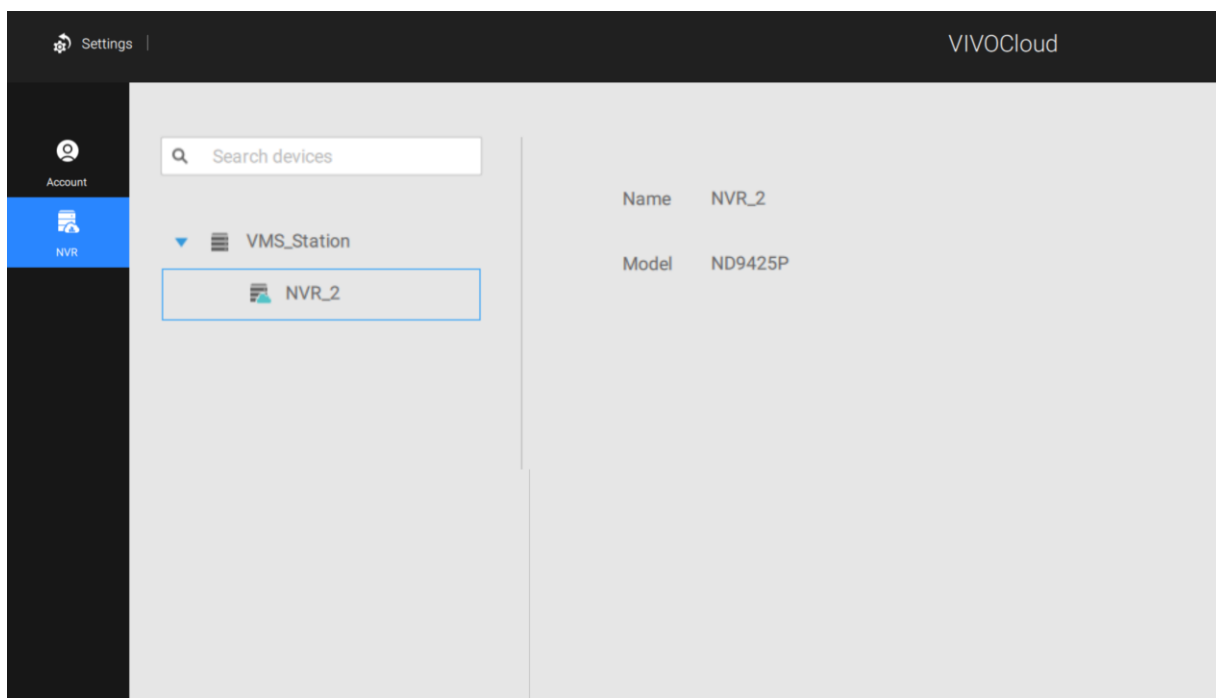 Settings
VIVOCloud
Account
NVR
Search devices
VMS_Station
NVR_2
Name NVR_2
Model ND9425P